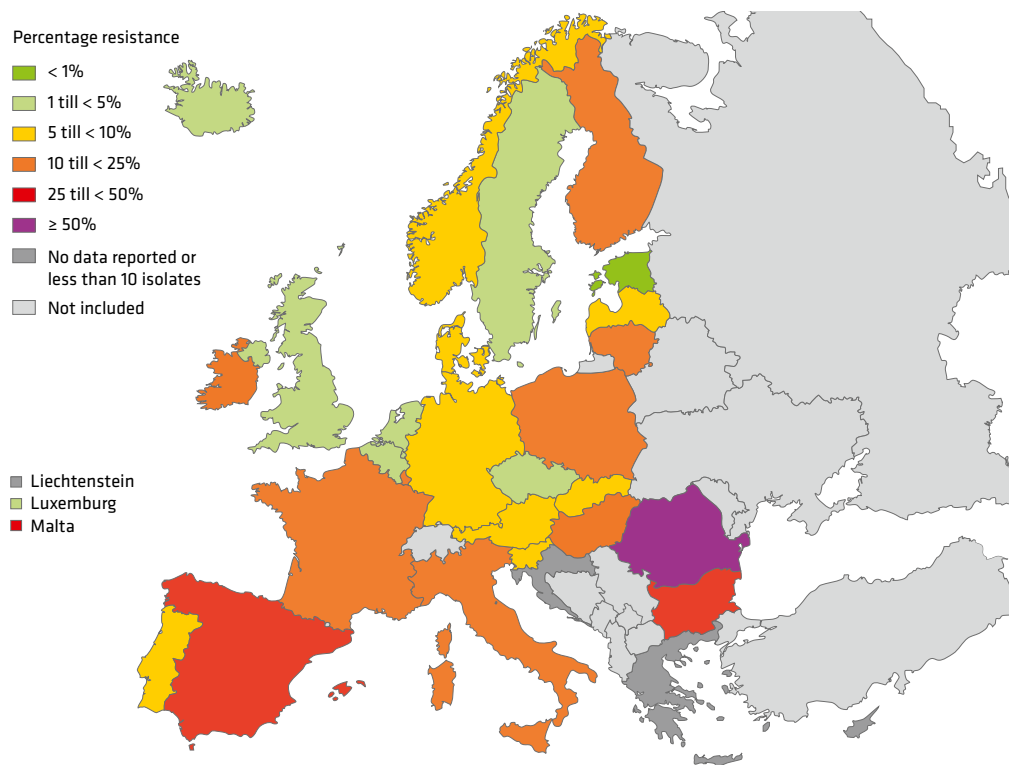 Percentage resistance
< 1%
1 till < 5%
5 till < 10%
10 till < 25%
25 till < 50%
≥ 50%
No data reported or
less than 10 isolates
Not included
Liechtenstein
Luxemburg
Malta